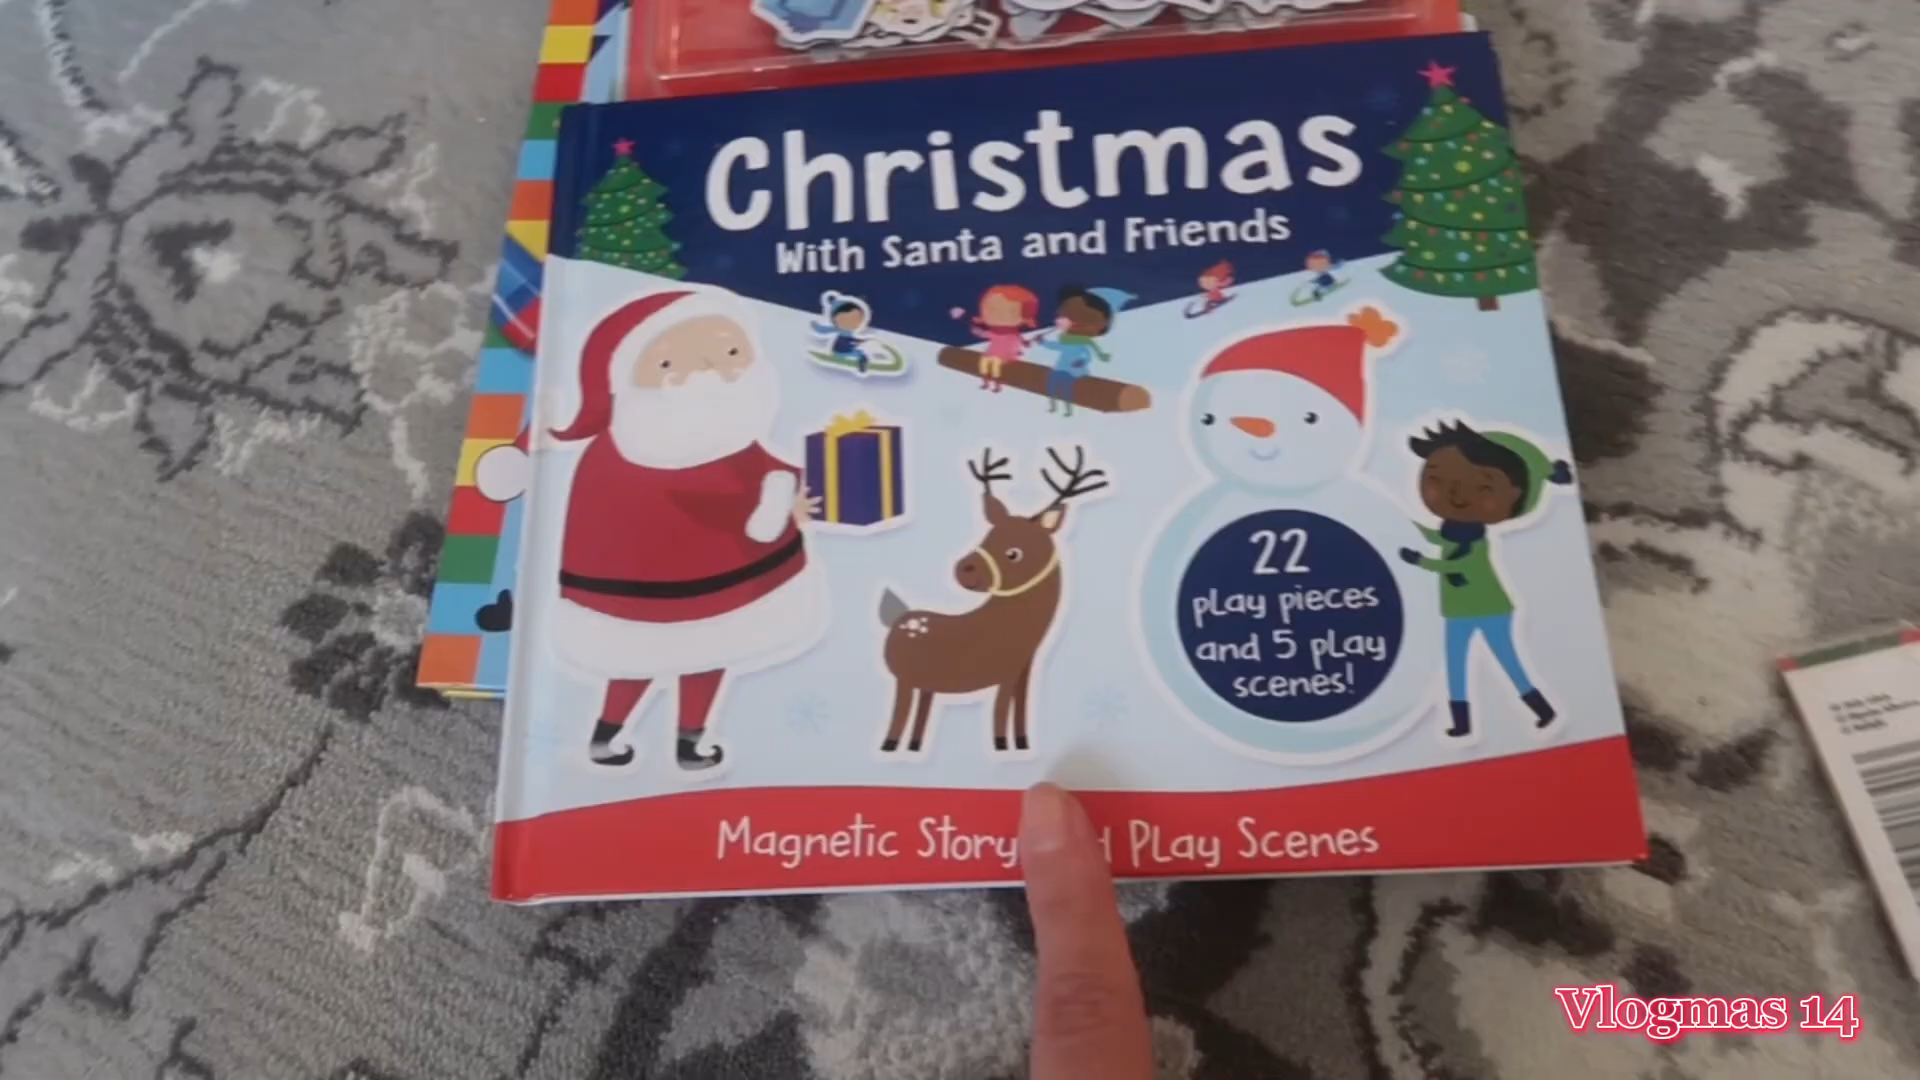 Christmas
With Santa and Friends
22
play pieces
and 5 play
scenes!
Magnetic Story Play Scenes
Vlogmas 14